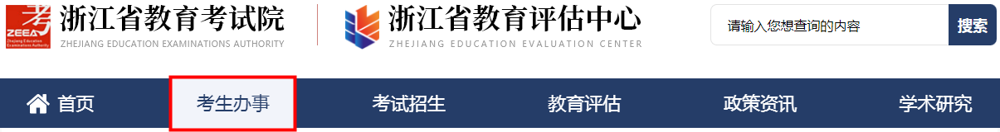 考
ZEEA
Zhejiang Education
Examinations Authority
浙江省教育考试院
ZHEJIANG EDUCATION EXAMINATIONS AUTHORITY
浙江省教育评估中心
ZHEJIANG EDUCATION EVALUATION CENTER
请输入您想查询的内容 搜索
首页 考生办事 考试招生 教育评估 政策资讯 学术研究